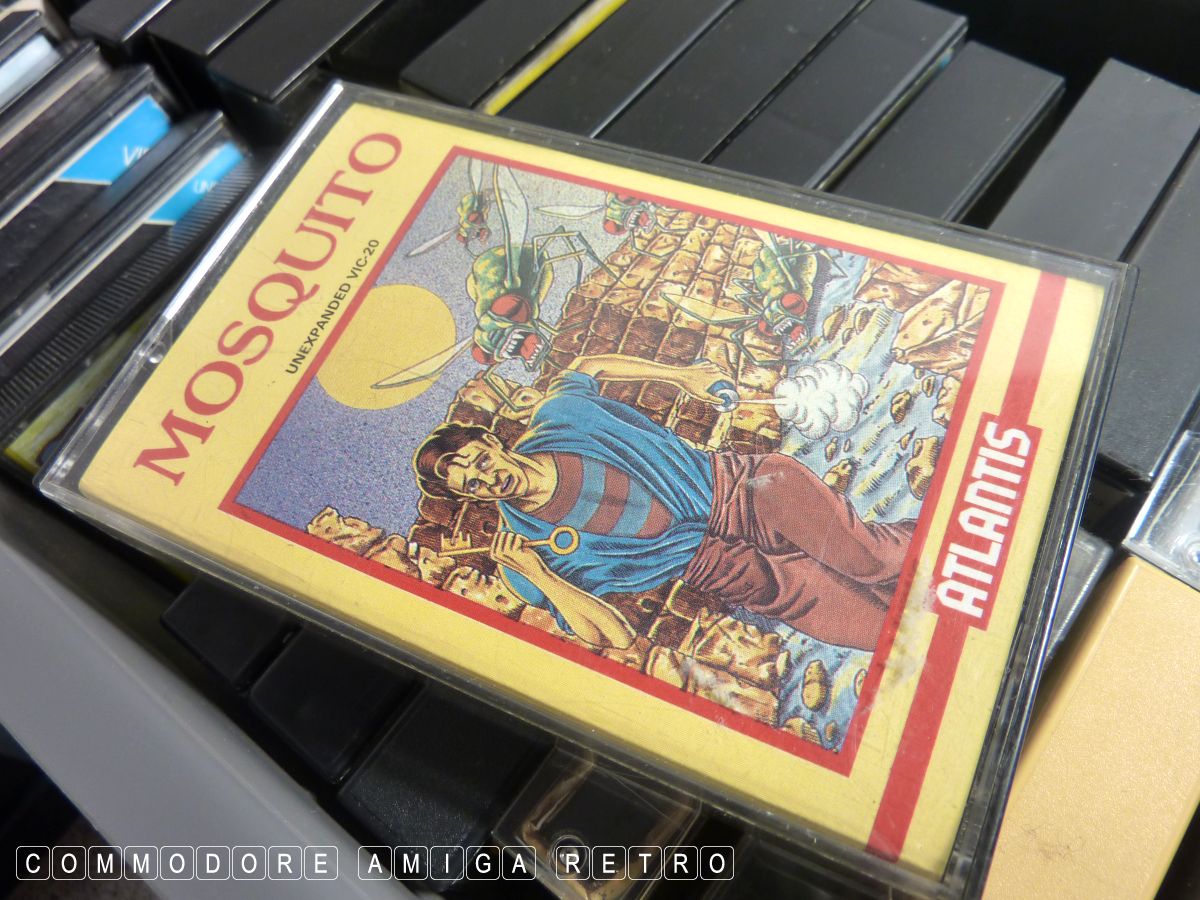 MOSQUITO
UNEXPANDED VIC-20
ATLANTIS
COMMODORE AMIGA RETRO